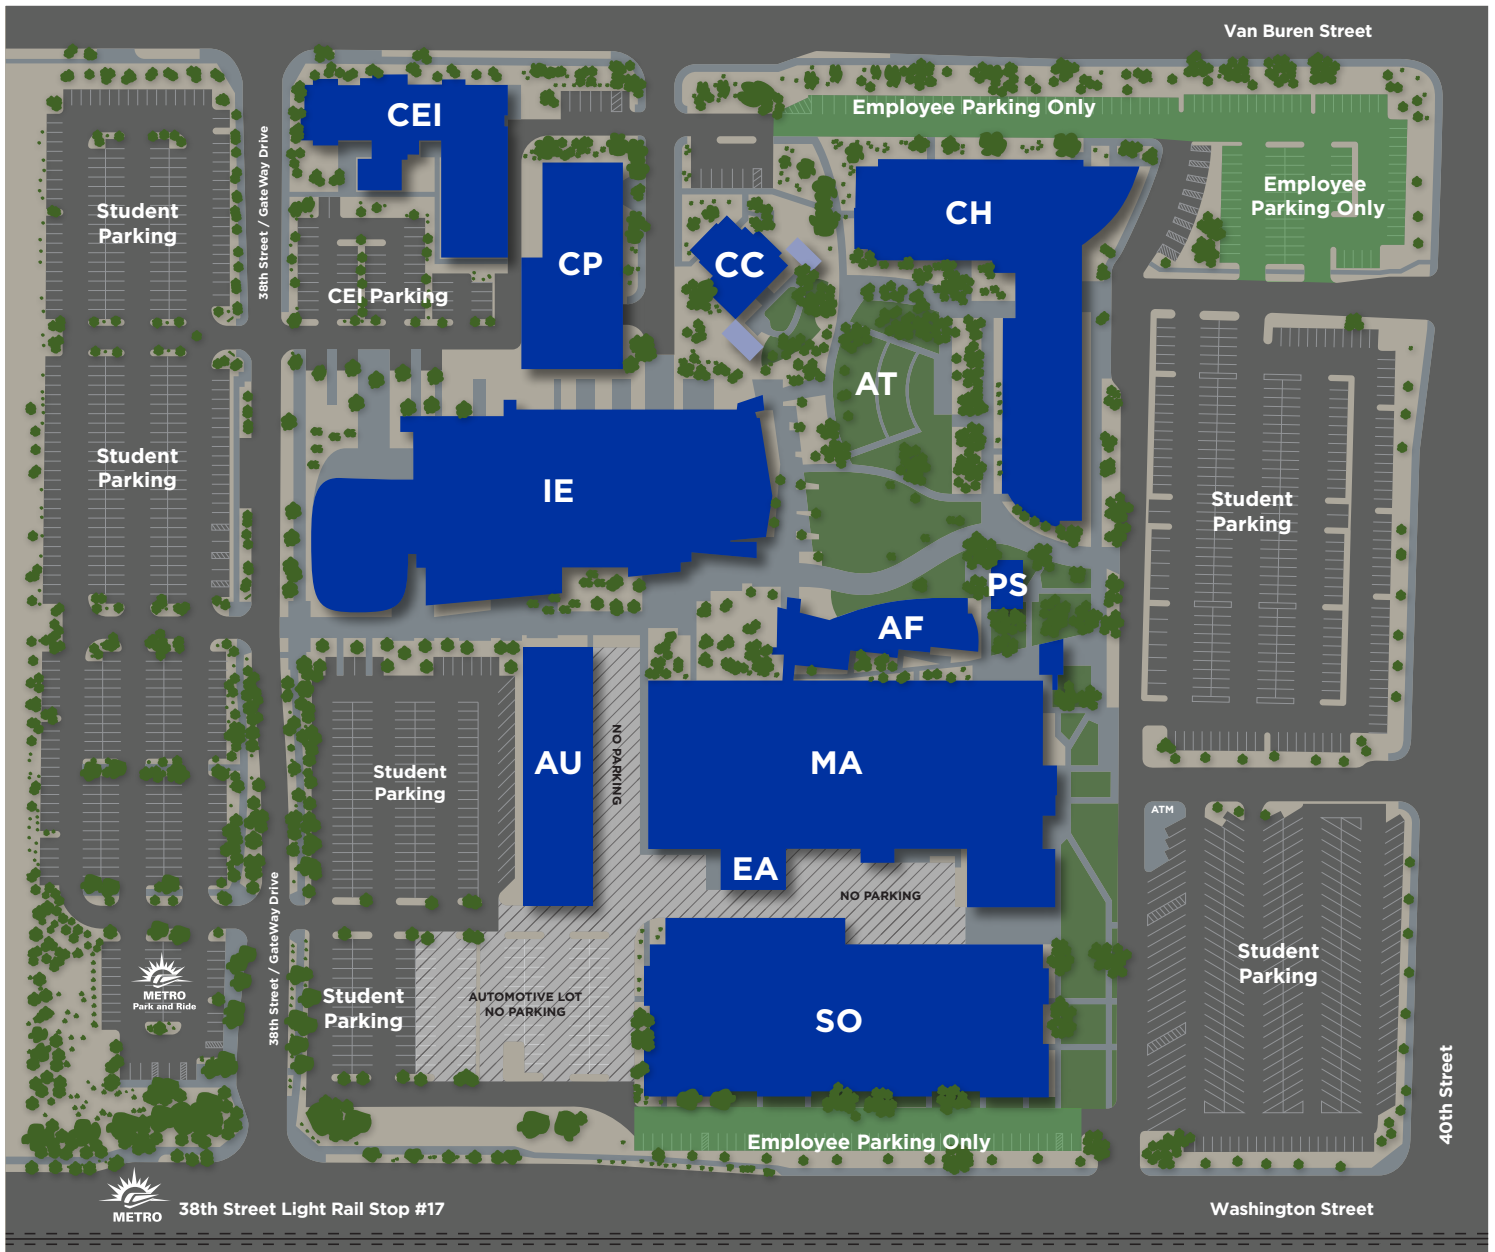 Van Buren Street
Employee Parking Only
CEI
38th Street / GateWay Drive
Student
Parking
CH
Employee
Parking Only
CP
CC
CEI Parking
AT
Student
Parking
IE
Student
Parking
PS
AF
AU
NO PARKING
MA
Student
Parking
ATM
EA
NO PARKING
38th Street / GateWay Drive
METRO
Park and Ride
Student
Parking
AUTOMOTIVE LOT
NO PARKING
SO
Student
Parking
40th Street
Employee Parking Only
METRO
38th Street Light Rail Stop #17
Washington Street